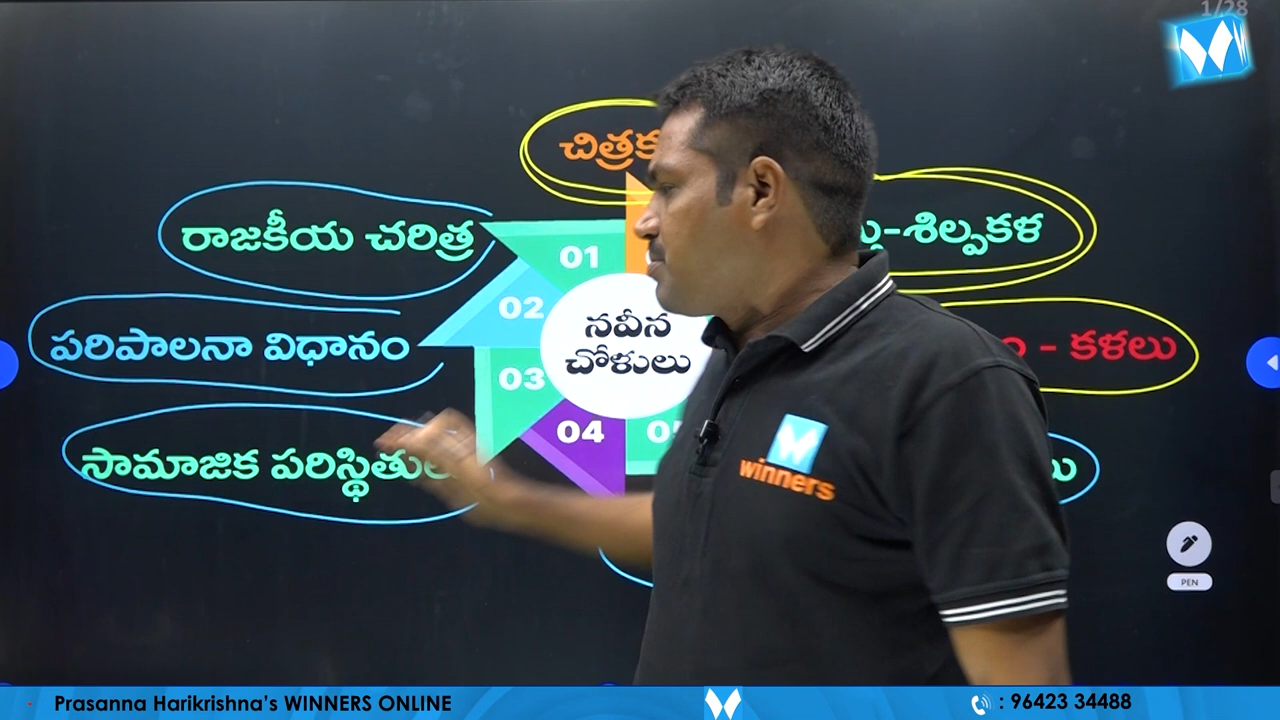 1/28
చిత్రక
రాజకీయ చరిత్ర
-శిల్పకళ
01
02
పరిపాలనా విధానం
నవీన
చోళులు
- కళలు
03
04
05
సామాజిక పరిస్థితుల
winners
PEN
Prasanna Harikrishna's WINNERS ONLINE
: 96423 34488